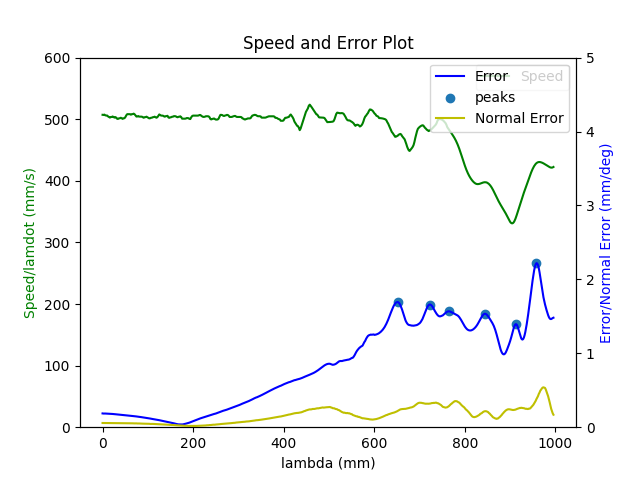 Speed and Error Plot
600
500
400
300
200
100
0
Speed/lamdot (mm/s)
5
4
3
2
1
0
Error/Normal Error (mm/deg)
Speed
Error
peaks
Normal Error
0
200
400
600
800
1000
lambda (mm)